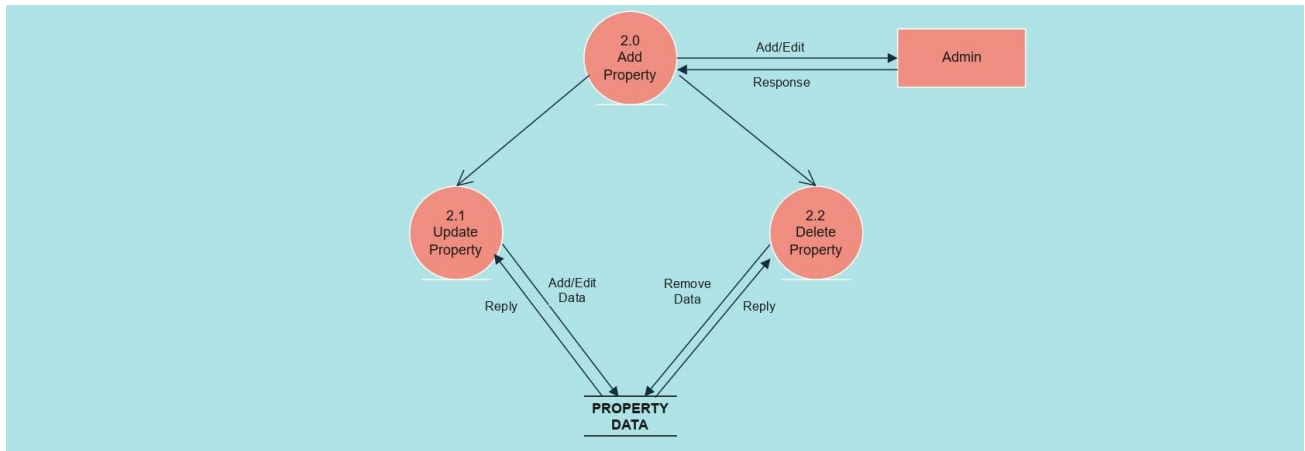 2.0
Add
Property
Add/Edit
Response
Admin
2.1
Update
Property
2.2
Delete
Property
Add/Edit
Data
Reply
Remove
Data
Reply
PROPERTY
DATA